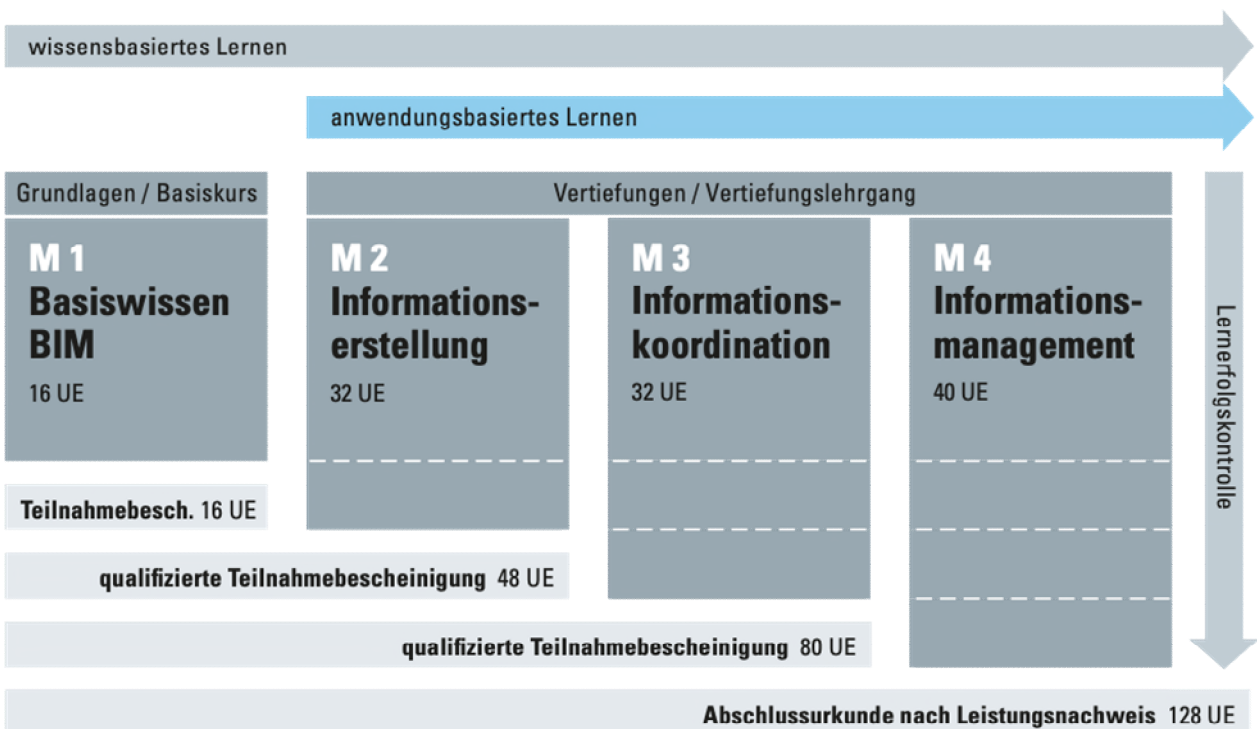 wissensbasiertes Lernen
anwendungsbasiertes Lernen
Grundlagen / Basiskurs
Vertiefungen / Vertiefungslehrgang
M 1
Basiswissen
BIM
16 UE
M 2
Informations-
erstellung
32 UE
M 3
Informations-
koordination
32 UE
M 4
Informations-
management
40 UE
Lernerfolgskontrolle
Teilnahmebesch. 16 UE
qualifizierte Teilnahmebescheinigung 48 UE
qualifizierte Teilnahmebescheinigung 80 UE
Abschlussurkunde nach Leistungsnachweis 128 UE